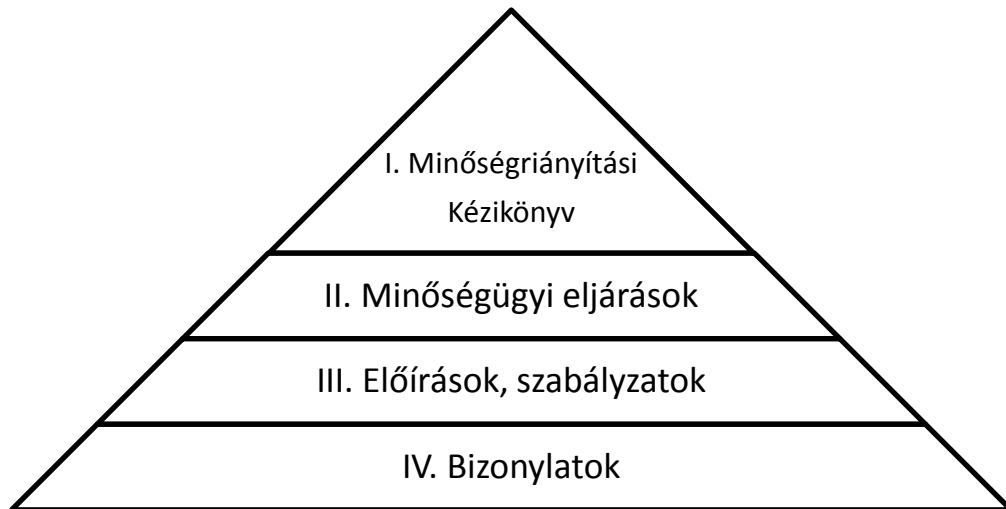 I. Minőségriányítási
Kézikönyv
II. Minőségügyi eljárások
III. Előírások, szabályzatok
IV. Bizonylatok